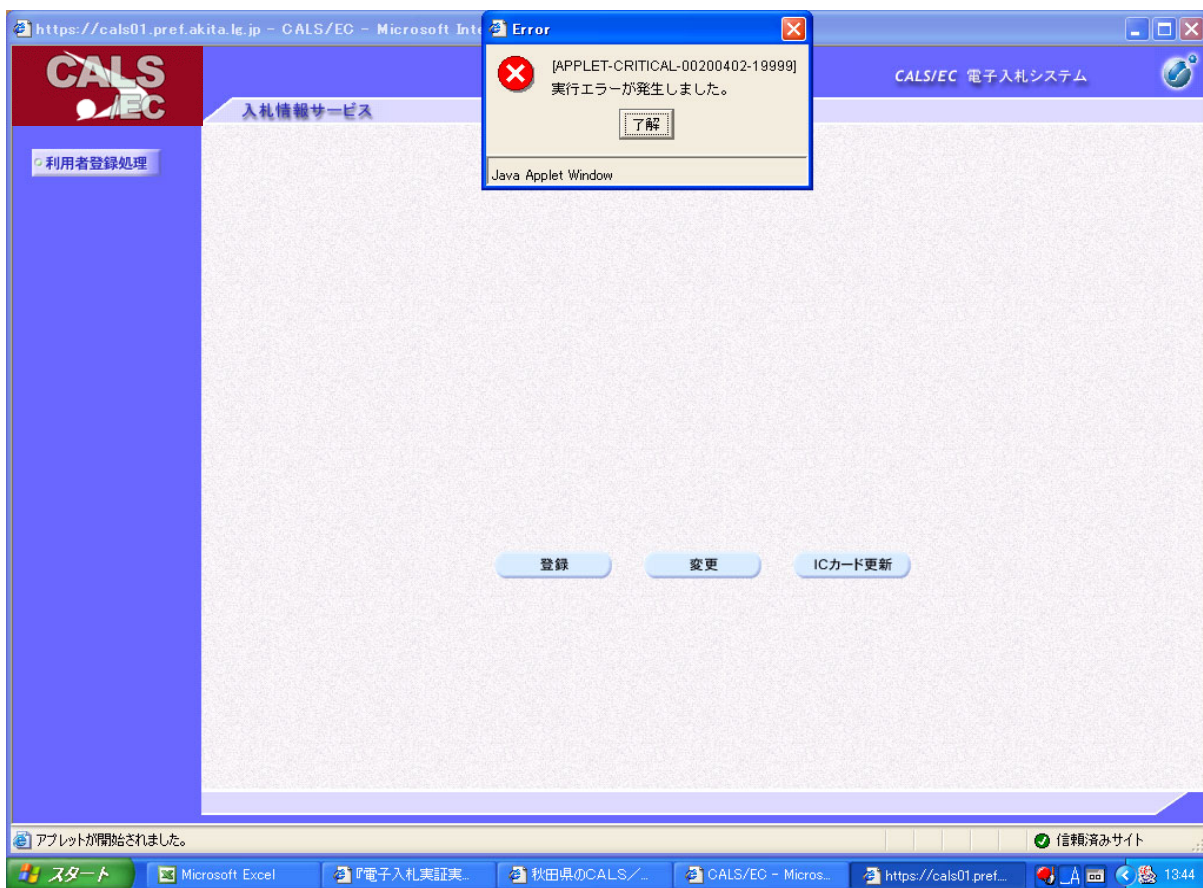 https://cals01.pref.akita.lg.jp - CALS/EC - Microsoft Inte
Error
[APPLET-CRITICAL-00200402-19999]
実行エラーが発生しました。
了解
Java Applet Window
CALS
/EC
CALS/EC 電子入札システム
入札情報サービス
利用者登録処理
登録
変更
ICカード更新
アプレットが開始されました。
信頼済みサイト
スタート
Microsoft Excel
『電子入札実証実...
秋田県のCALS/...
CALS/EC - Micros...
https://cals01.pref...
A
13:44